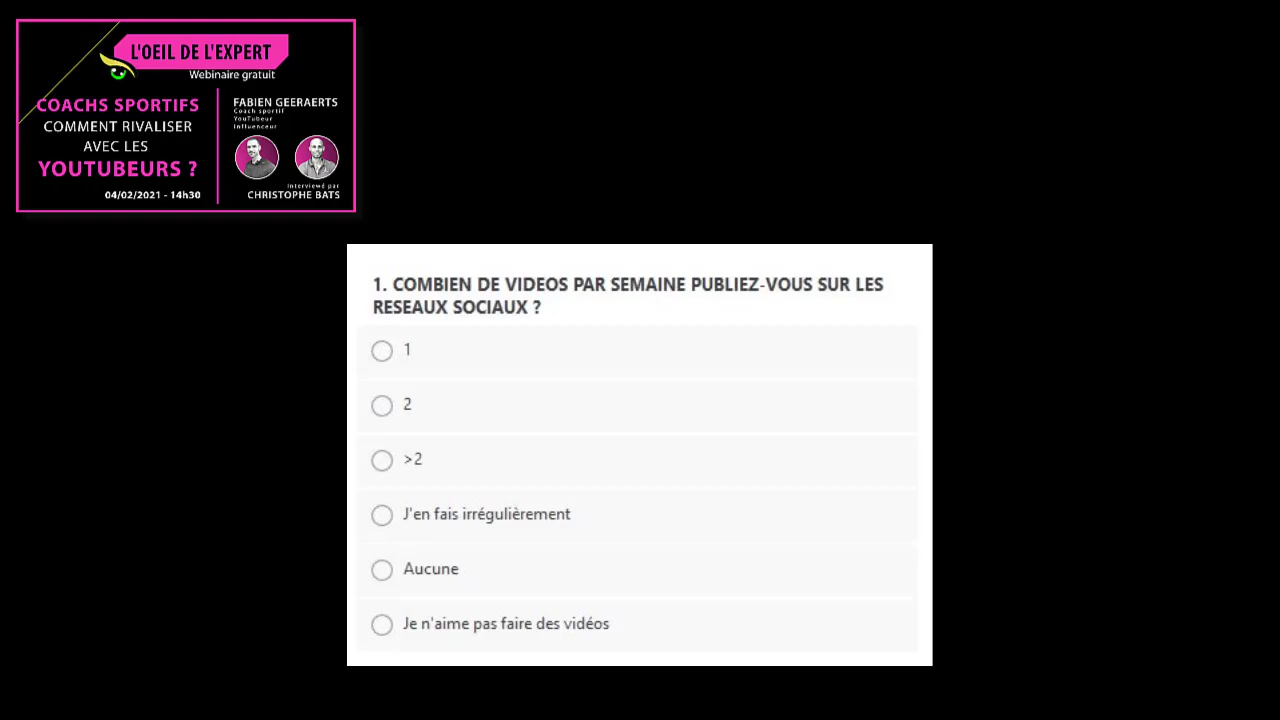 L'OEIL DE L'EXPERT
Webinaire gratuit
COACHS SPORTIFS
COMMENT RIVALISER
AVEC LES
YOUTUBEURS ?
04/02/2021 - 14h30
FABIEN GEERAERTS
Coach sportif
YouTubeur
Influenceur
Interviewé par
CHRISTOPHE BATS
1. COMBIEN DE VIDEOS PAR SEMAINE PUBLIEZ-VOUS SUR LES
RESEAUX SOCIAUX ?
1
2
>2
J'en fais irrégulièrement
Aucune
Je n'aime pas faire des vidéos